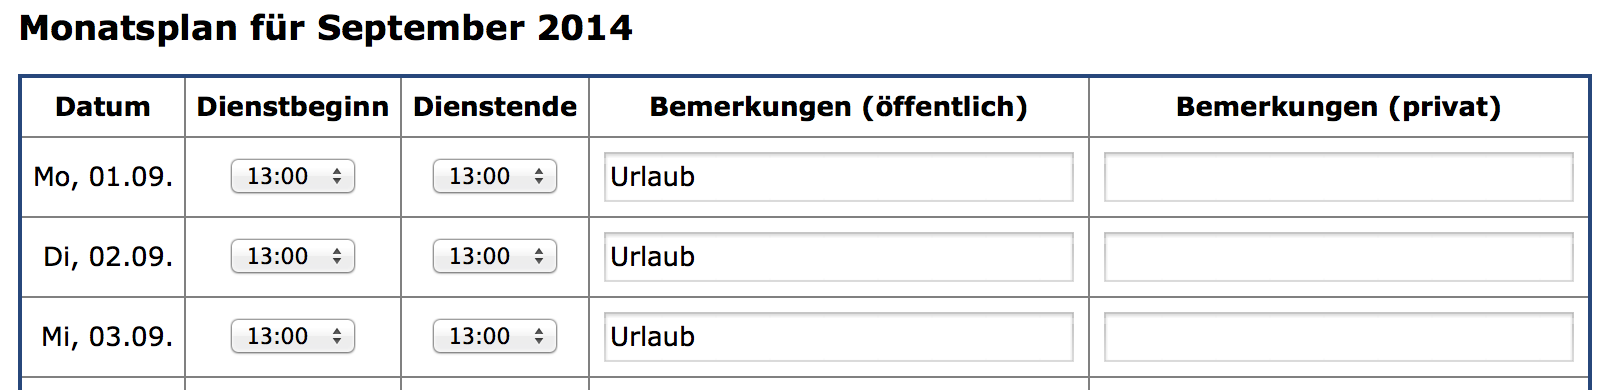 Monatsplan für September 2014
Datum Dienstbeginn Dienstende Bemerkungen (öffentlich) Bemerkungen (privat)
Mo, 01.09. 13:00 13:00 Urlaub
Di, 02.09. 13:00 13:00 Urlaub
Mi, 03.09. 13:00 13:00 Urlaub